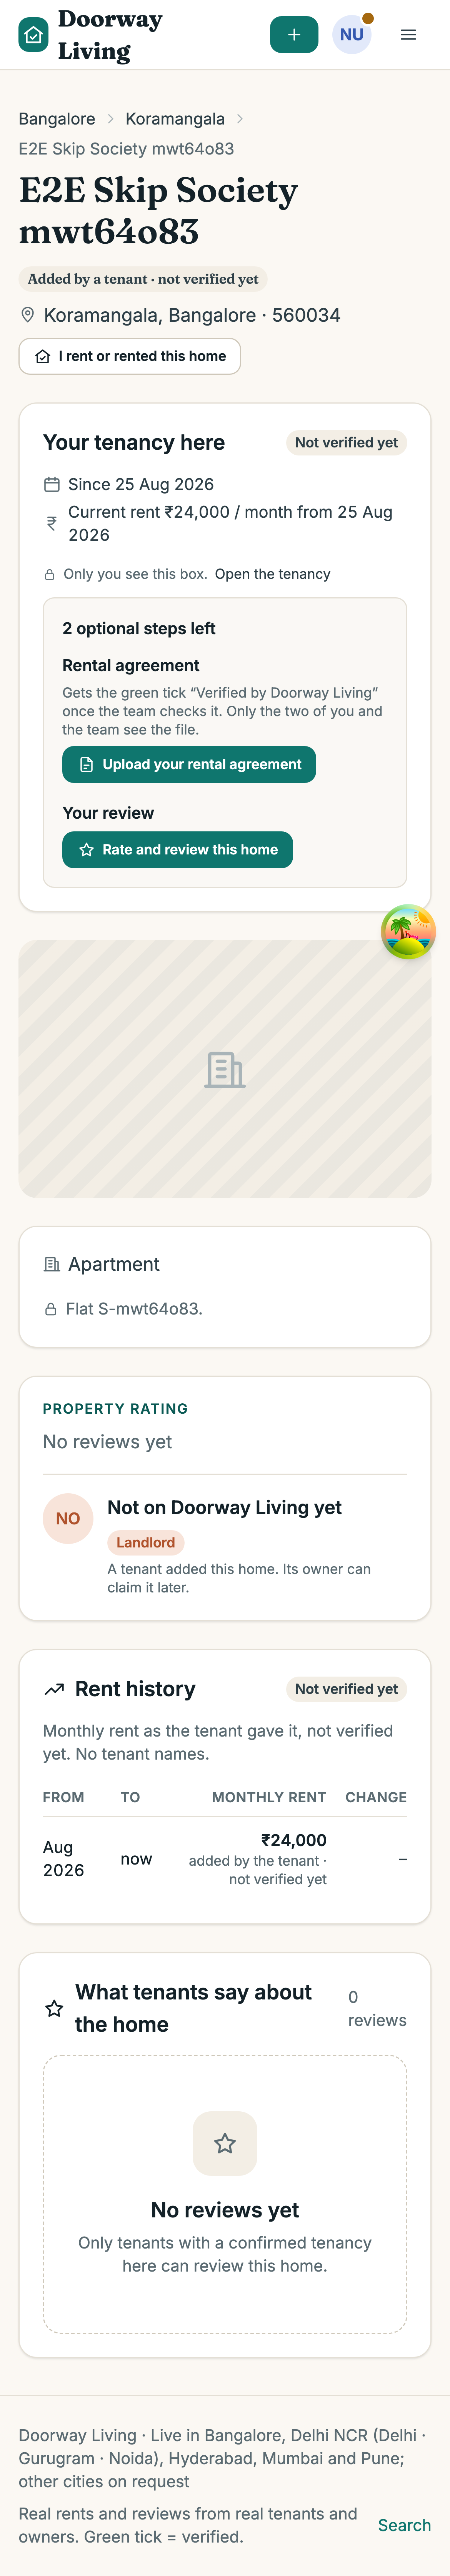 Doorway
Living
NU
Bangalore > Koramangala >
E2E Skip Society mwt64o83
E2E Skip Society
mwt64o83
Added by a tenant · not verified yet
Koramangala, Bangalore · 560034
I rent or rented this home
Your tenancy here
Not verified yet
Since 25 Aug 2026
₹ Current rent ₹24,000 / month from 25 Aug
2026
Only you see this box. Open the tenancy
2 optional steps left
Rental agreement
Gets the green tick “Verified by Doorway Living”
once the team checks it. Only the two of you and
the team see the file.
Upload your rental agreement
Your review
Rate and review this home
Apartment
Flat S-mwt64o83.
PROPERTY RATING
No reviews yet
NO
Not on Doorway Living yet
Landlord
A tenant added this home. Its owner can
claim it later.
Rent history
Not verified yet
Monthly rent as the tenant gave it, not verified
yet. No tenant names.
FROM TO MONTHLY RENT CHANGE
Aug
2026
now
₹24,000
added by the tenant ·
not verified yet
–
What tenants say about
the home
0
reviews
No reviews yet
Only tenants with a confirmed tenancy
here can review this home.
Doorway Living · Live in Bangalore, Delhi NCR (Delhi ·
Gurugram · Noida), Hyderabad, Mumbai and Pune;
other cities on request
Real rents and reviews from real tenants and
owners. Green tick = verified.
Search